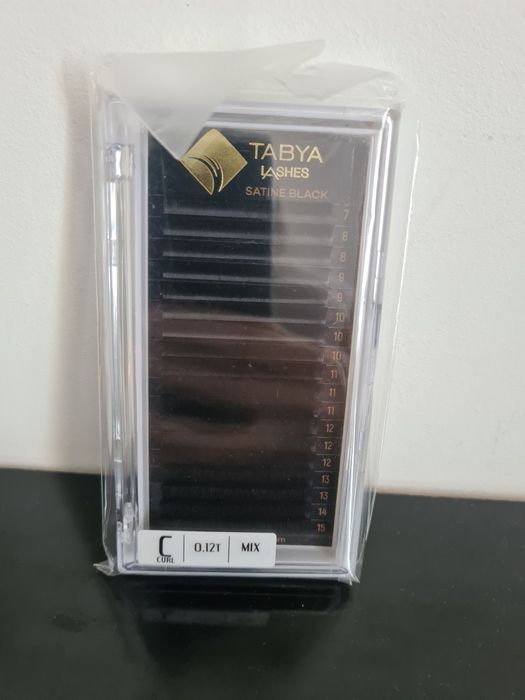 TABYA
LASHES
SATINE BLACK
7
8
8
9
9
10
10
10
11
11
11
12
12
12
13
13
14
15
C
CURL
0.12T
MIX